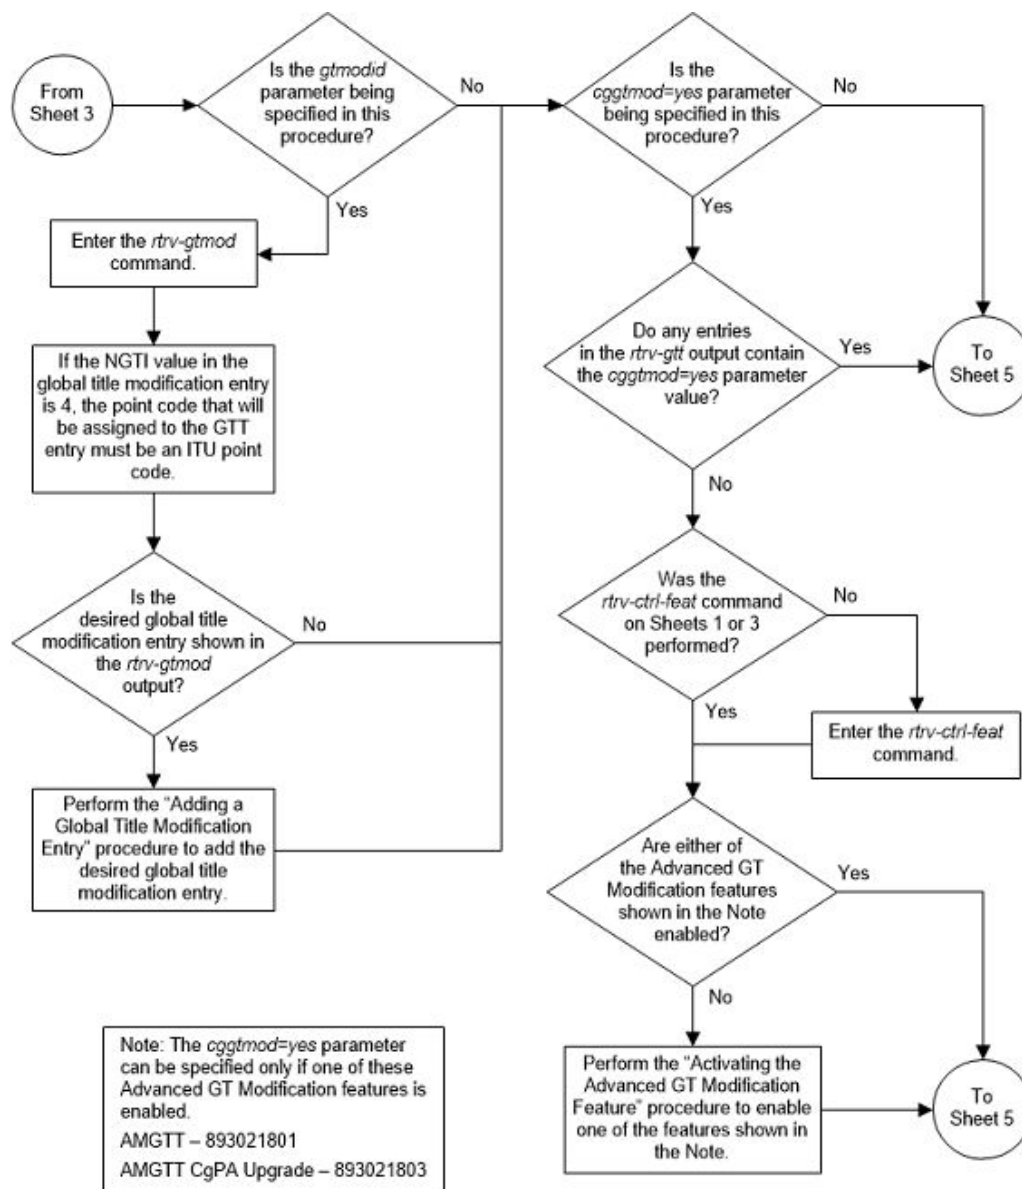 From
Sheet 3
Is the gtmodid
parameter being
specified in this
procedure?
No
Yes
Enter the rtrv-gtmod
command.
If the NGTI value in the
global title modification entry
is 4, the point code that will
be assigned to the GTT
entry must be an ITU point
code.
Is the
desired global title
modification entry shown in
the rtrv-gtmod
output?
No
Yes
Perform the “Adding a
Global Title Modification
Entry” procedure to add the
desired global title
modification entry.
Is the
cggtmod=yes parameter
being specified in this
procedure?
No
Yes
Do any entries
in the rtrv-gtt output contain
the cggtmod=yes parameter
value?
Yes
To
Sheet 5
No
Was the
rtrv-ctrl-feat command
on Sheets 1 or 3
performed?
No
Yes
Enter the rtrv-ctrl-feat
command.
Are either of
the Advanced GT
Modification features
shown in the Note
enabled?
Yes
No
Perform the “Activating the
Advanced GT Modification
Feature” procedure to enable
one of the features shown in
the Note.
To
Sheet 5
Note: The cggtmod=yes parameter
can be specified only if one of these
Advanced GT Modification features is
enabled.
AMGTT – 893021801
AMGTT CgPA Upgrade – 893021803